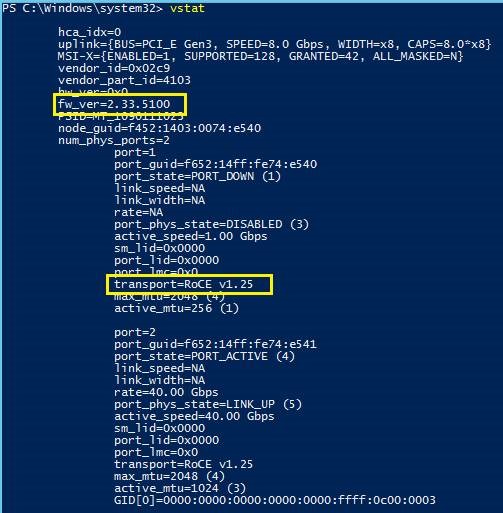 PS C:\Windows\system32> vstat
hca_idx=0
uplink={BUS=PCI_E Gen3, SPEED=8.0 Gbps, WIDTH=x8, CAPS=8.0*x8}
MSI-X={ENABLED=1, SUPPORTED=128, GRANTED=42, ALL_MASKED=N}
vendor_id=0x02c9
vendor_part_id=4103
hw_ver=0x0
fw_ver=2.33.5100
PSID=MT_1090111023
node_guid=f452:1403:0074:e540
num_phys_ports=2
port=1
port_guid=f652:14ff:fe74:e540
port_state=PORT_DOWN (1)
link_speed=NA
link_width=NA
rate=NA
port_phys_state=DISABLED (3)
active_speed=1.00 Gbps
sm_lid=0x0000
port_lid=0x0000
port_lmc=0x0
transport=RoCE v1.25
max_mtu=2048 (4)
active_mtu=256 (1)
port=2
port_guid=f652:14ff:fe74:e541
port_state=PORT_ACTIVE (4)
link_speed=NA
link_width=NA
rate=40.00 Gbps
port_phys_state=LINK_UP (5)
active_speed=40.00 Gbps
sm_lid=0x0000
port_lid=0x0000
port_lmc=0x0
transport=RoCE v1.25
max_mtu=2048 (4)
active_mtu=1024 (3)
GID[0]=0000:0000:0000:0000:0000:ffff:0c00:0003